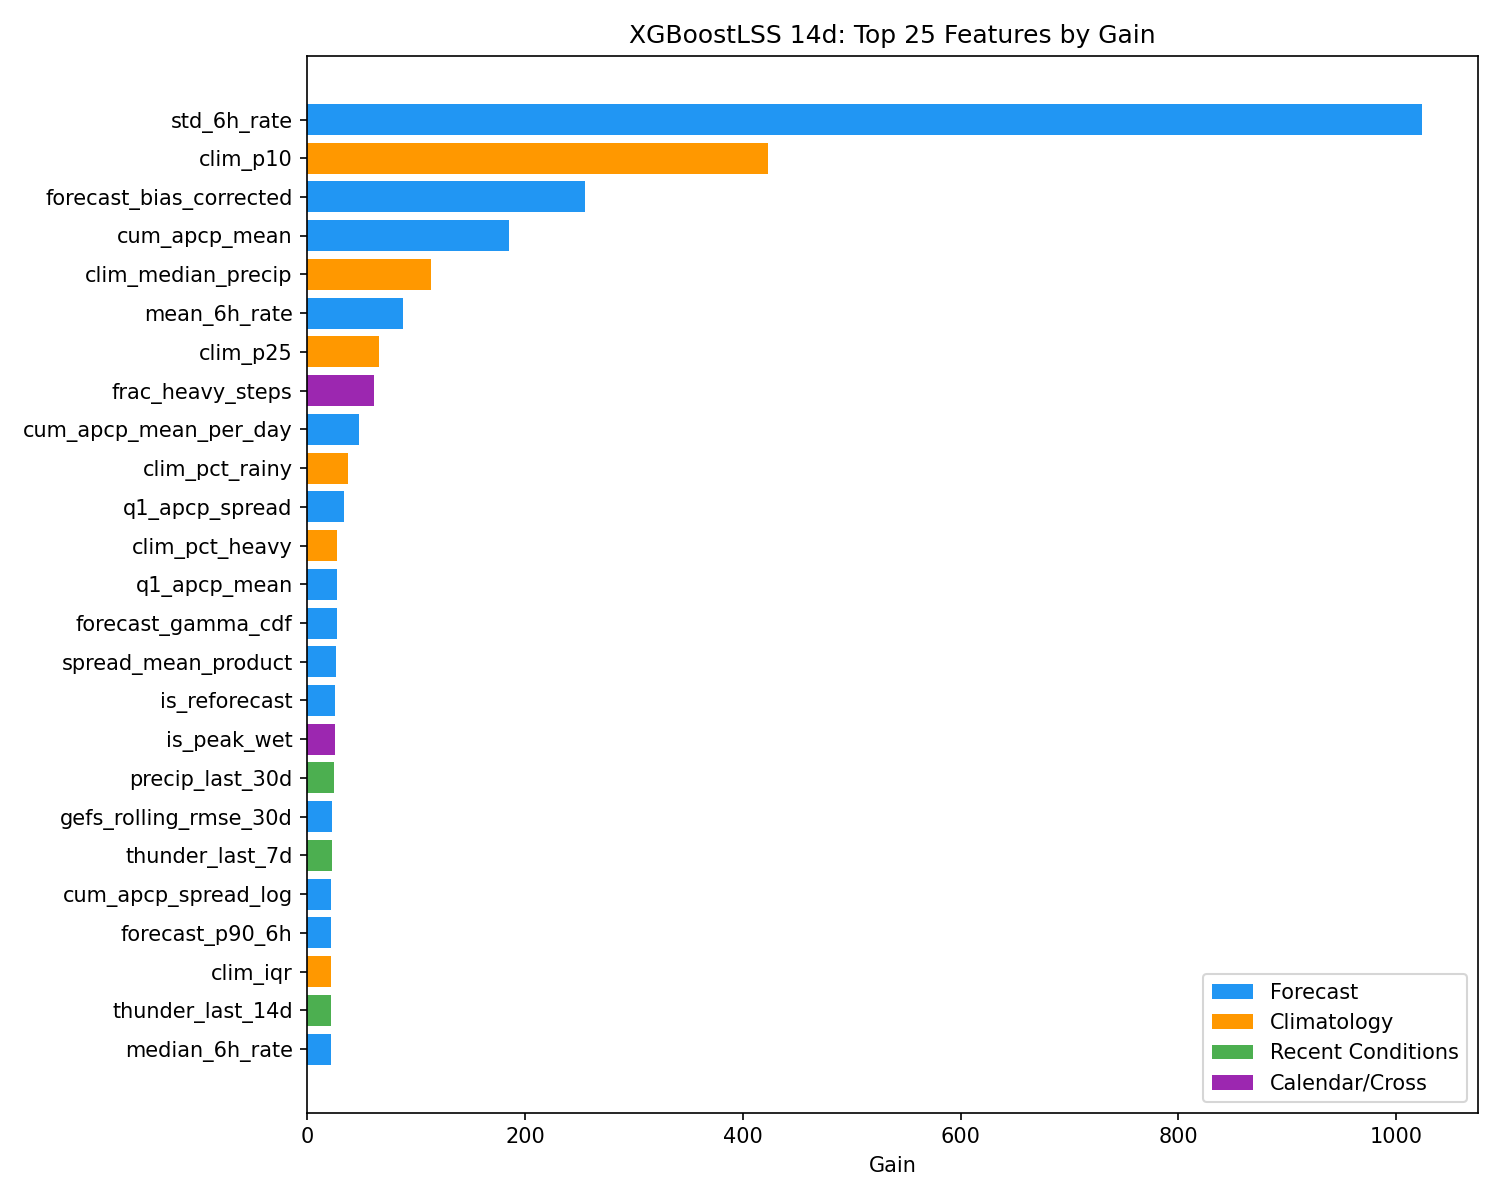 XGBoostLSS 14d: Top 25 Features by Gain
std_6h_rate
clim_p10
forecast_bias_corrected
cum_apcp_mean
clim_median_precip
mean_6h_rate
clim_p25
frac_heavy_steps
cum_apcp_mean_per_day
clim_pct_rainy
q1_apcp_spread
clim_pct_heavy
q1_apcp_mean
forecast_gamma_cdf
spread_mean_product
is_reforecast
is_peak_wet
precip_last_30d
gefs_rolling_rmse_30d
thunder_last_7d
cum_apcp_spread_log
forecast_p90_6h
clim_iqr
thunder_last_14d
median_6h_rate
Forecast
Climatology
Recent Conditions
Calendar/Cross
0 200 400 600 800 1000
Gain